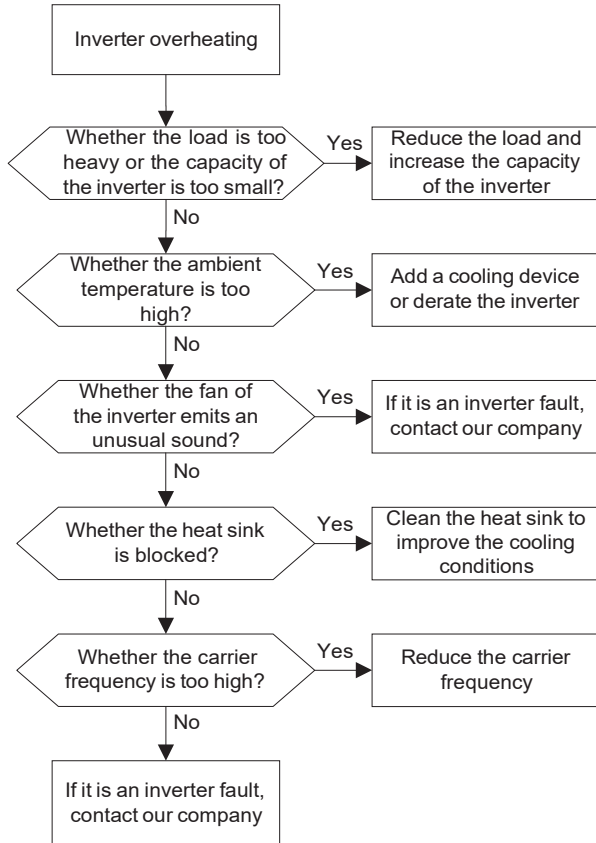 Inverter overheating
Whether the load is too
heavy or the capacity of
the inverter is too small?
Yes
Reduce the load and
increase the capacity
of the inverter
No
Whether the ambient
temperature is too
high?
Yes
Add a cooling device
or derate the inverter
No
Whether the fan of
the inverter emits an
unusual sound?
Yes
If it is an inverter fault,
contact our company
No
Whether the heat sink
is blocked?
Yes
Clean the heat sink to
improve the cooling
conditions
No
Whether the carrier
frequency is too high?
Yes
Reduce the carrier
frequency
No
If it is an inverter fault,
contact our company